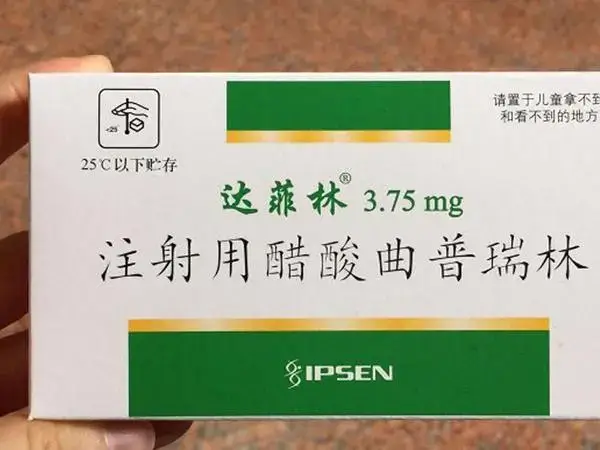 请置于儿童拿不到
和看不到的地方
<25°
25℃以下贮存
达菲林® 3.75 mg
注射用醋酸曲普瑞林
IPSEN